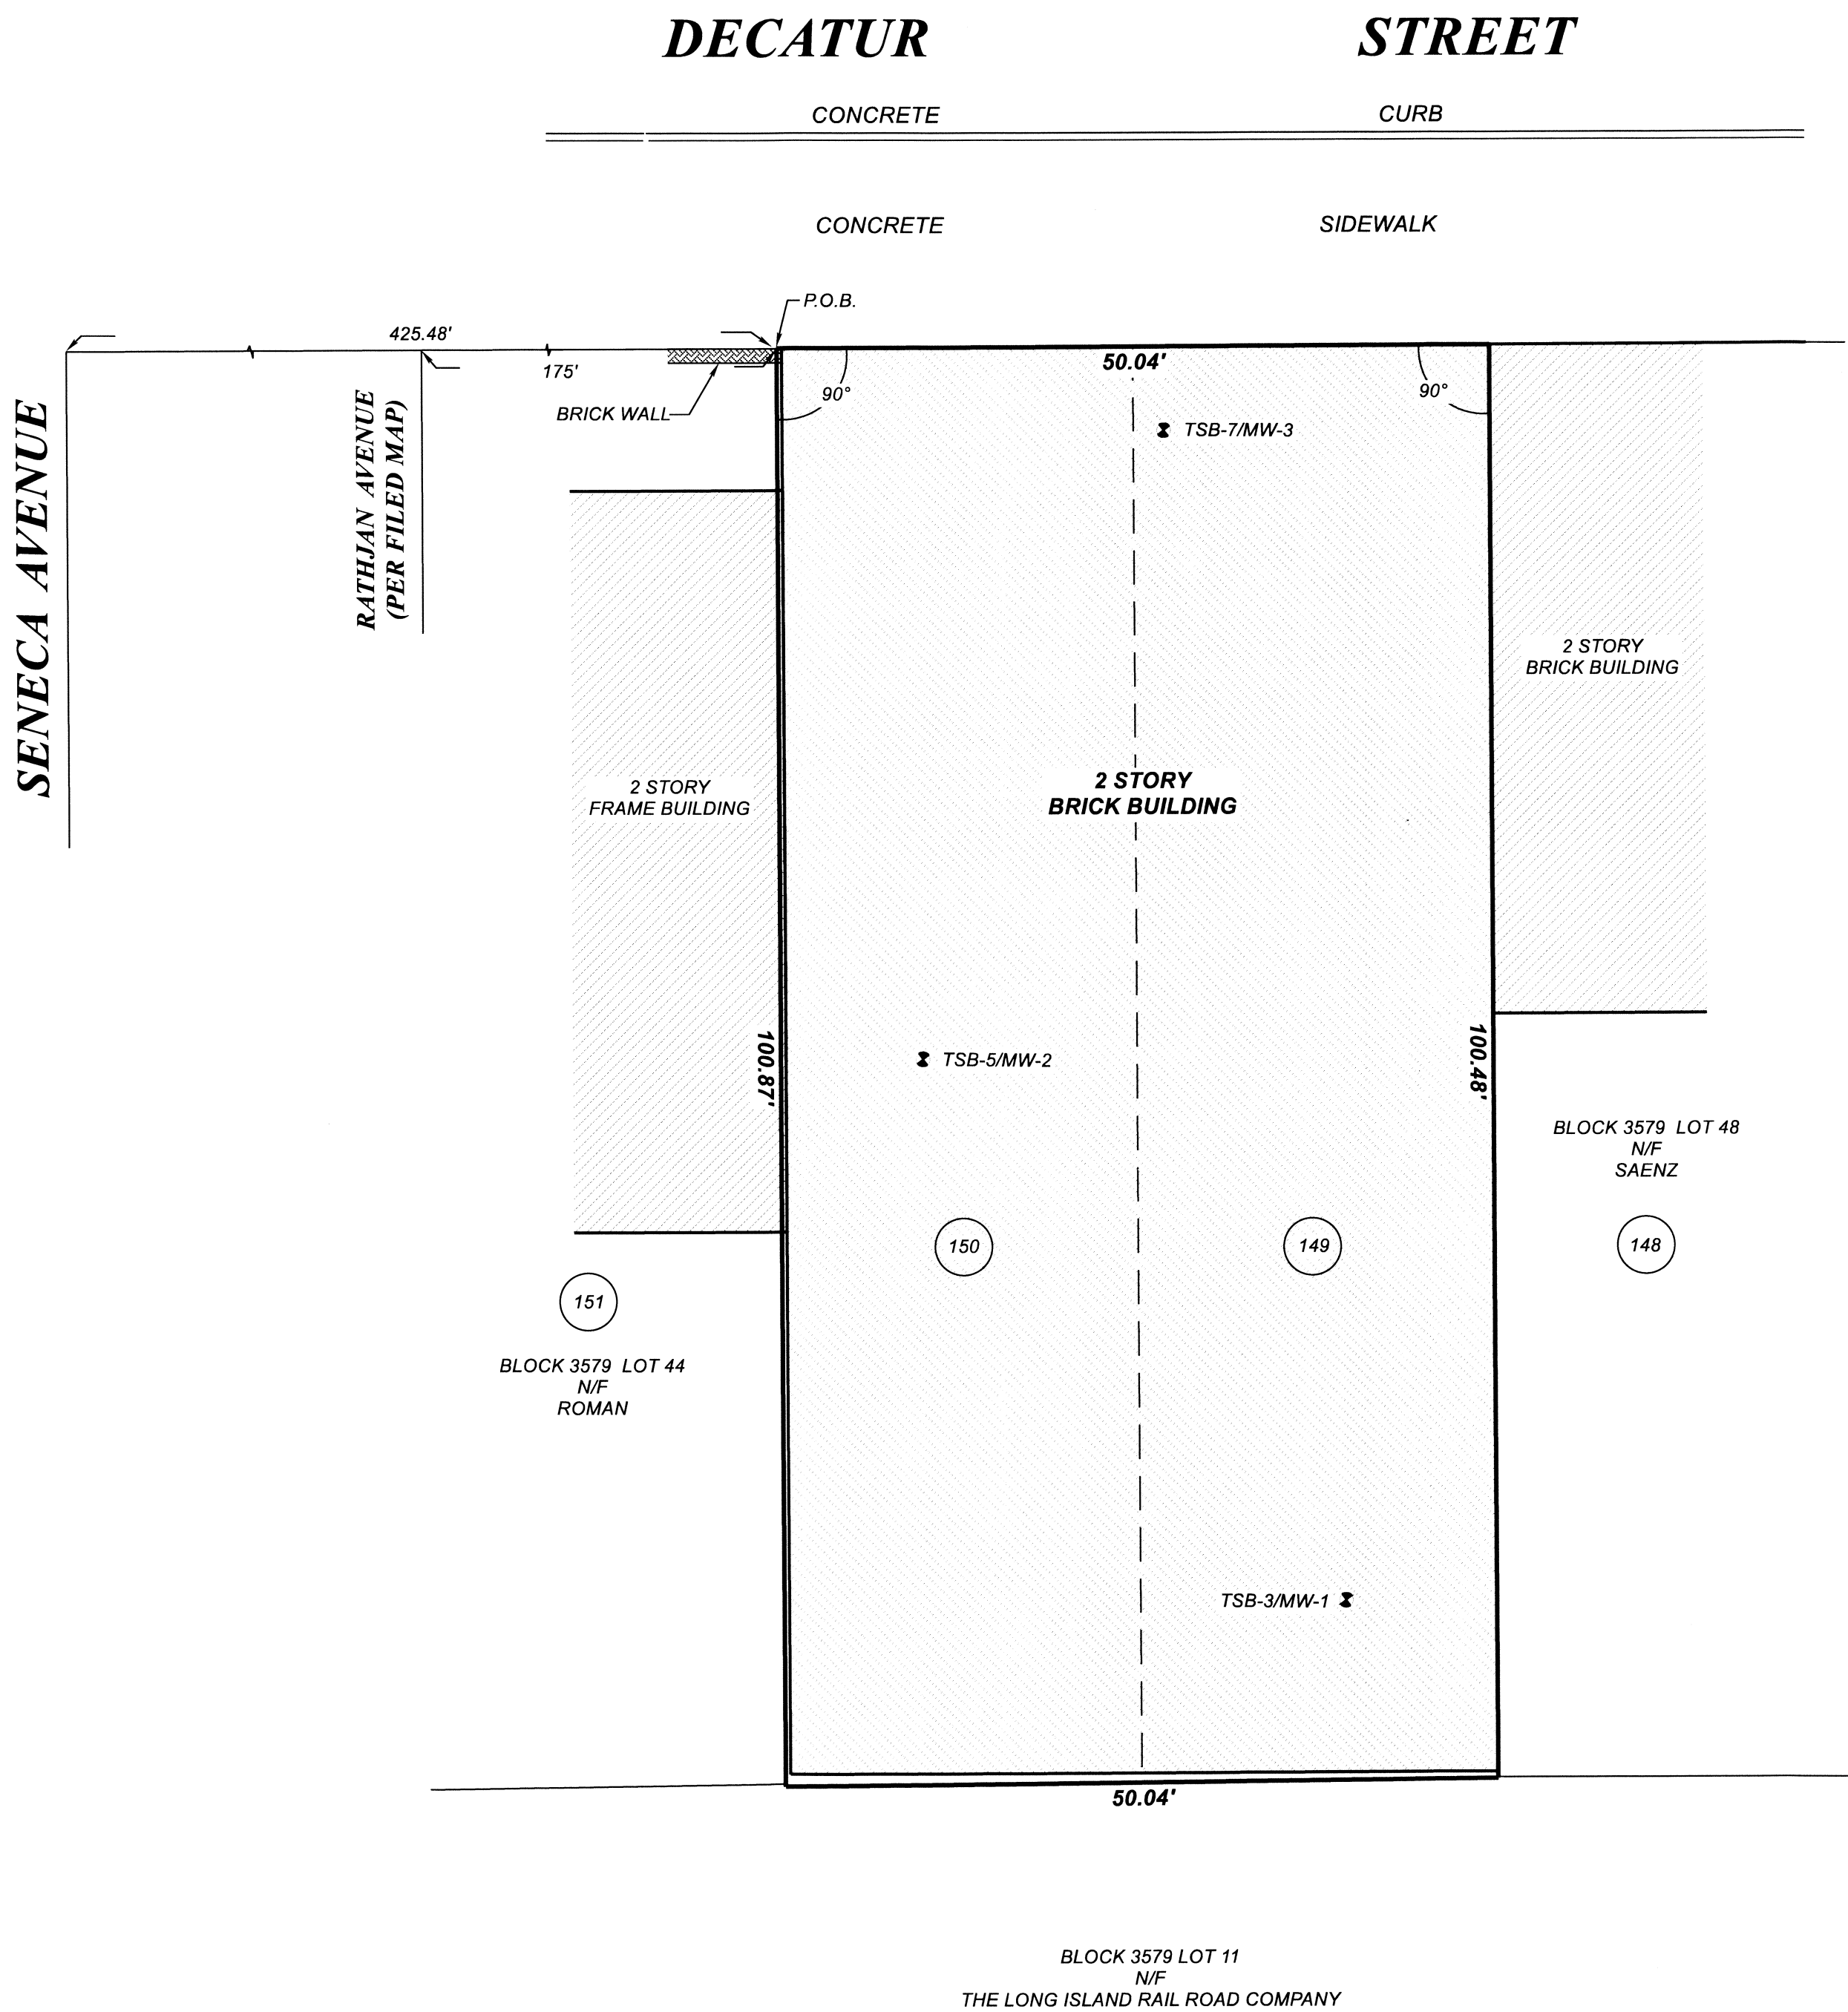 DECATUR STREET
CONCRETE CURB
CONCRETE SIDEWALK
P.O.B.
425.48'
175'
50.04'
90°
90°
BRICK WALL
TSB-7/MW-3
SENECA AVENUE
RATHJAN AVENUE
(PER FILED MAP)
2 STORY
BRICK BUILDING
2 STORY
FRAME BUILDING
2 STORY
BRICK BUILDING
100.87'
100.48'
TSB-5/MW-2
BLOCK 3579 LOT 48
N/F
SAENZ
150
149
148
151
BLOCK 3579 LOT 44
N/F
ROMAN
TSB-3/MW-1
50.04'
BLOCK 3579 LOT 11
N/F
THE LONG ISLAND RAIL ROAD COMPANY